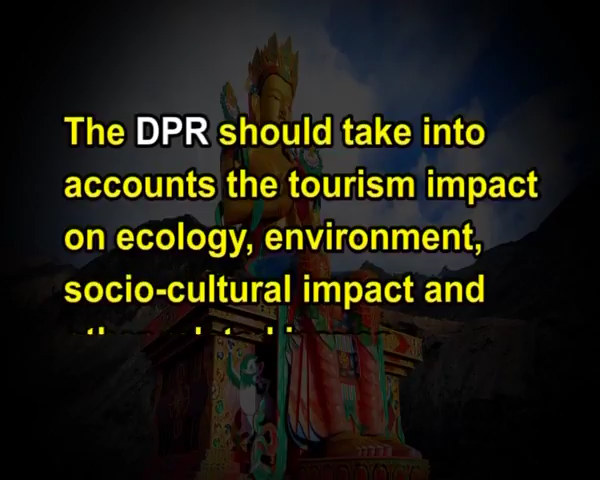 The DPR should take into
accounts the tourism impact
on ecology, environment,
socio-cultural impact and